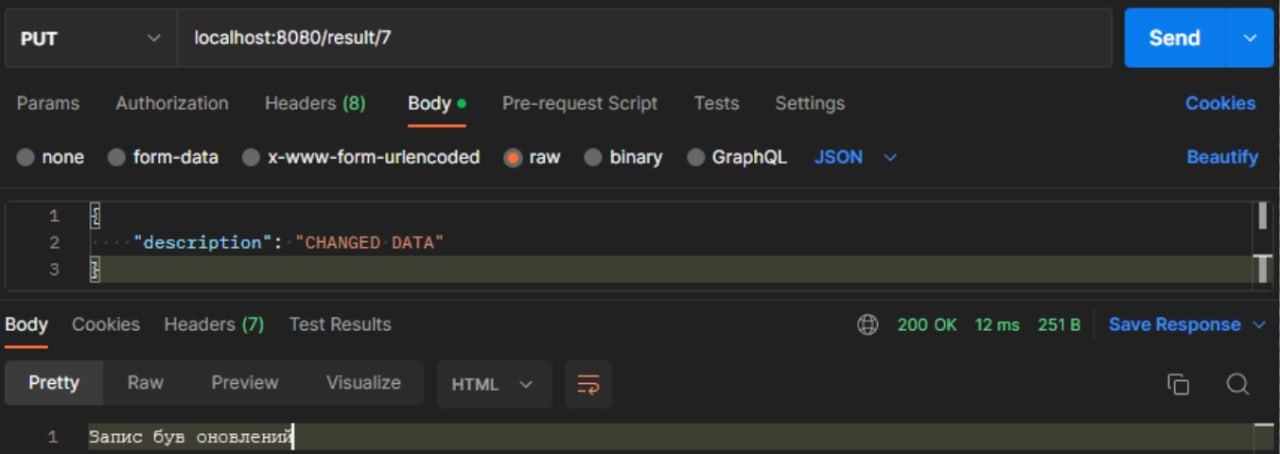 PUT localhost:8080/result/7 Send
Params Authorization Headers (8) Body Pre-request Script Tests Settings Cookies
none form-data x-www-form-urlencoded raw binary GraphQL JSON Beautify
1 {
2 "description": "CHANGED DATA"
3 }
Body Cookies Headers (7) Test Results 200 OK 12 ms 251 B Save Response
Pretty Raw Preview Visualize HTML
1 Запис був оновлений